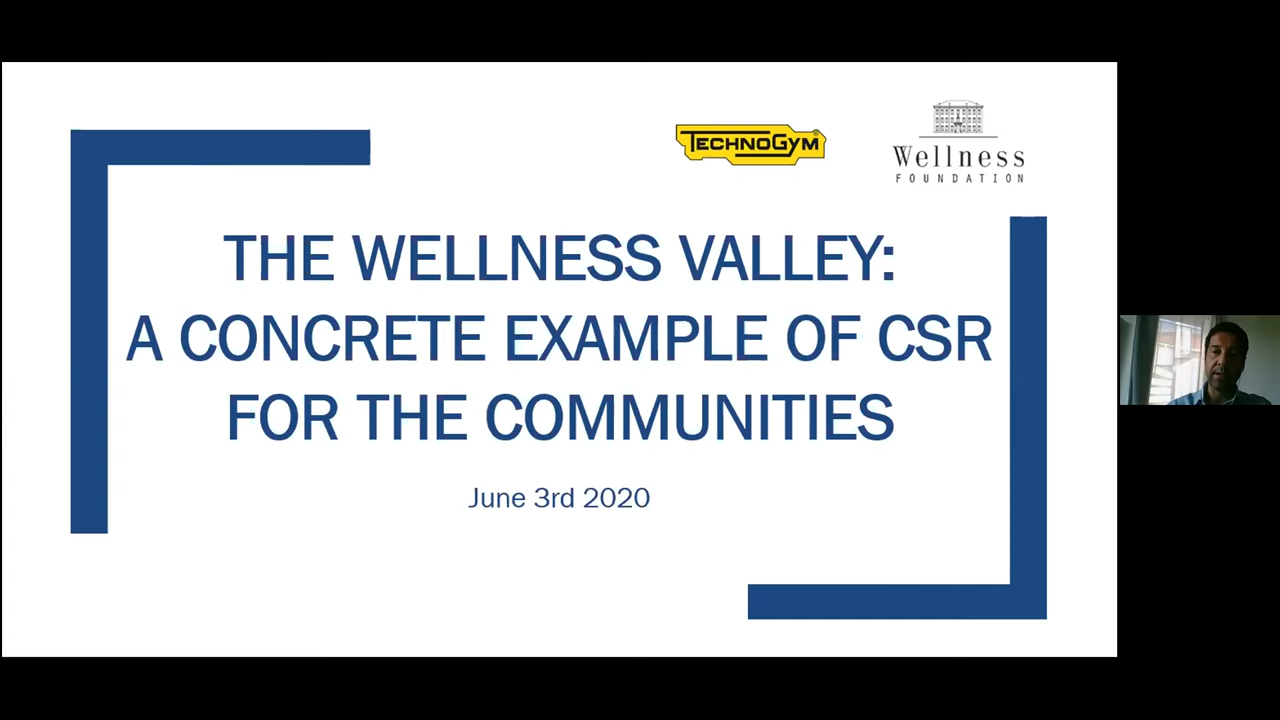 TECHNOGYM®
Wellness
FOUNDATION
THE WELLNESS VALLEY:
A CONCRETE EXAMPLE OF CSR
FOR THE COMMUNITIES
June 3rd 2020